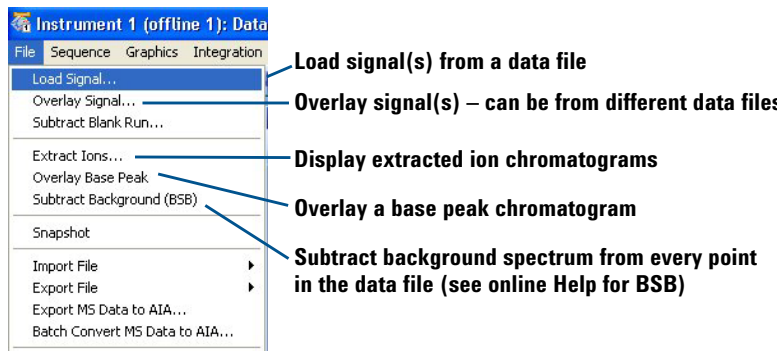 Instrument 1 (offline 1): Data
File Sequence Graphics Integration
Load Signal...
Load signal(s) from a data file
Overlay Signal...
Overlay signal(s) – can be from different data files
Subtract Blank Run...
Extract Ions...
Display extracted ion chromatograms
Overlay Base Peak
Overlay a base peak chromatogram
Subtract Background (BSB)
Subtract background spectrum from every point
in the data file (see online Help for BSB)
Snapshot
Import File
Export File
Export MS Data to AIA...
Batch Convert MS Data to AIA...